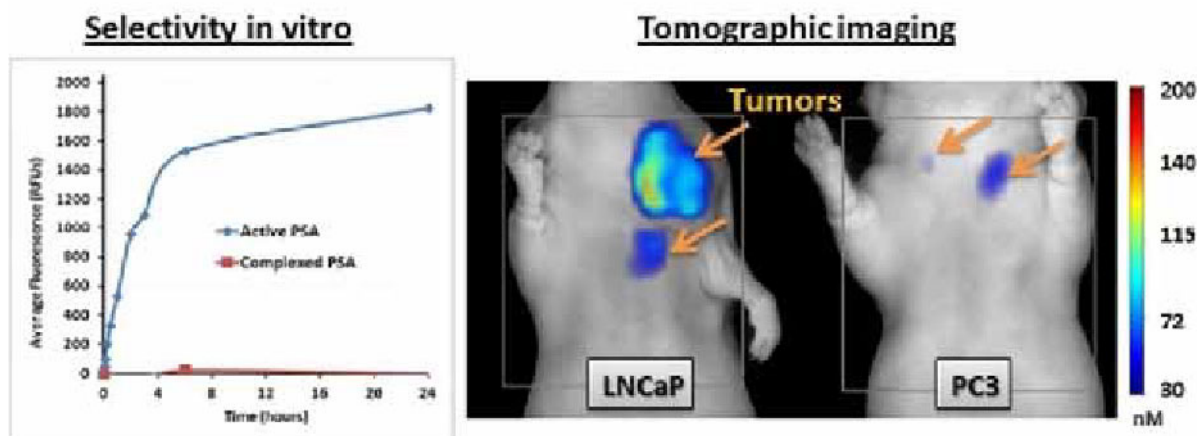 Selectivity in vitro
Tomographic imaging
2000
1800
1600
1400
1200
1000
800
600
400
200
0
Average Fluorescence (RFUs)
Active PSA
Complexed PSA
0 4 8 12 16 20 24
Time (hours)
Tumors
LNCaP
PC3
200
140
115
72
30
nM